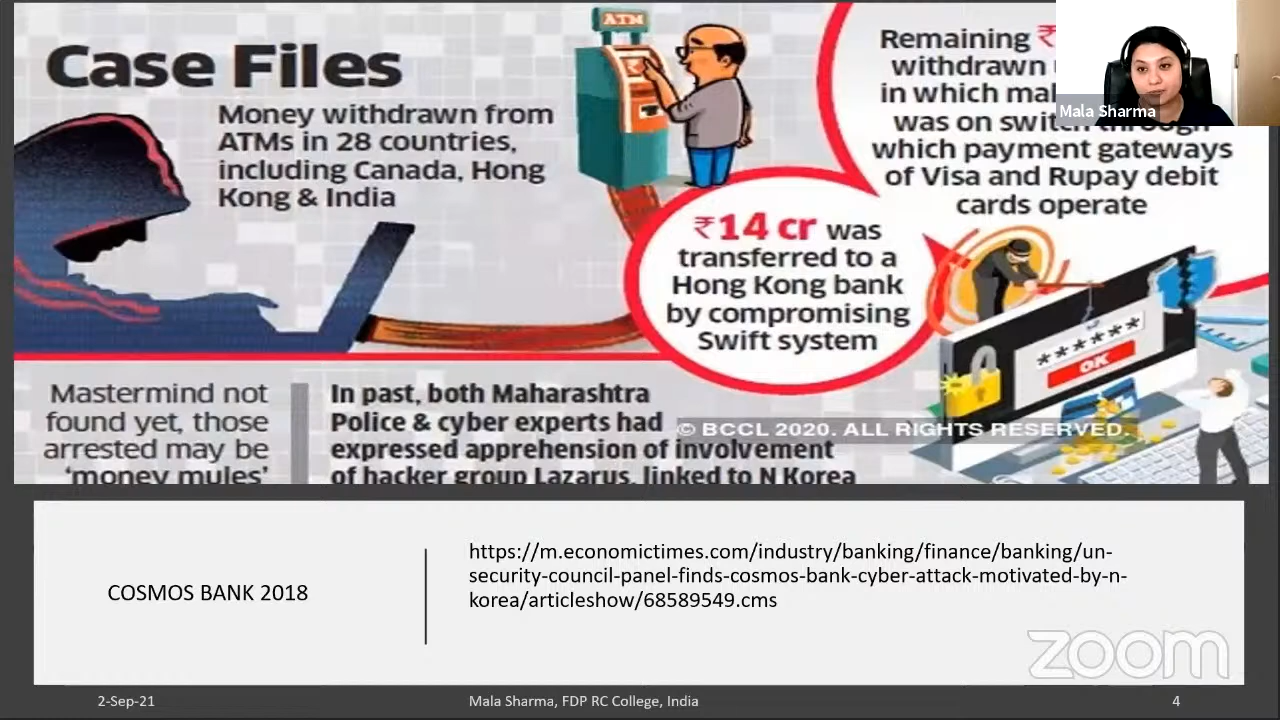 Case Files
Money withdrawn from
ATMs in 28 countries,
including Canada, Hong
Kong & India
ATM
₹
Remaining ₹
withdrawn
in which mal
was on switch through
which payment gateways
of Visa and Rupay debit
cards operate
Mala Sharma
₹14 cr was
transferred to a
Hong Kong bank
by compromising
Swift system
******
OK
Mastermind not
found yet, those
arrested may be
‘money mules’
In past, both Maharashtra
Police & cyber experts had
expressed apprehension of involvement
of hacker group Lazarus, linked to N Korea
© BCCL 2020. ALL RIGHTS RESERVED.
COSMOS BANK 2018
https://m.economictimes.com/industry/banking/finance/banking/un-
security-council-panel-finds-cosmos-bank-cyber-attack-motivated-by-n-
korea/articleshow/68589549.cms
zoom
2-Sep-21
Mala Sharma, FDP RC College, India
4